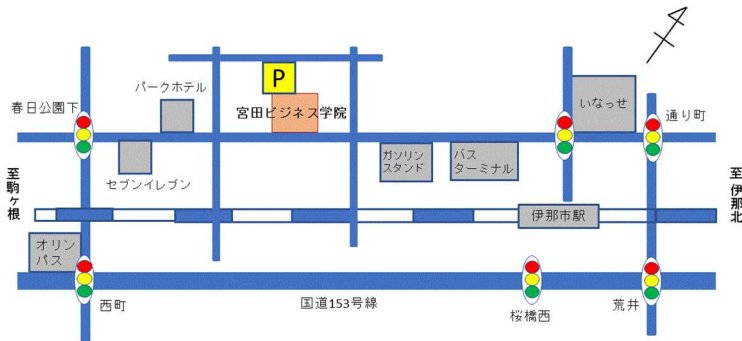 パークホテル
春日公園下
P
宮田ビジネス学院
いなっせ
通り町
セブンイレブン
ガソリン
スタンド
バス
ターミナル
至駒ヶ根
至 伊那北
伊那市駅
オリン
パス
西町
国道153号線
桜橋西
荒井